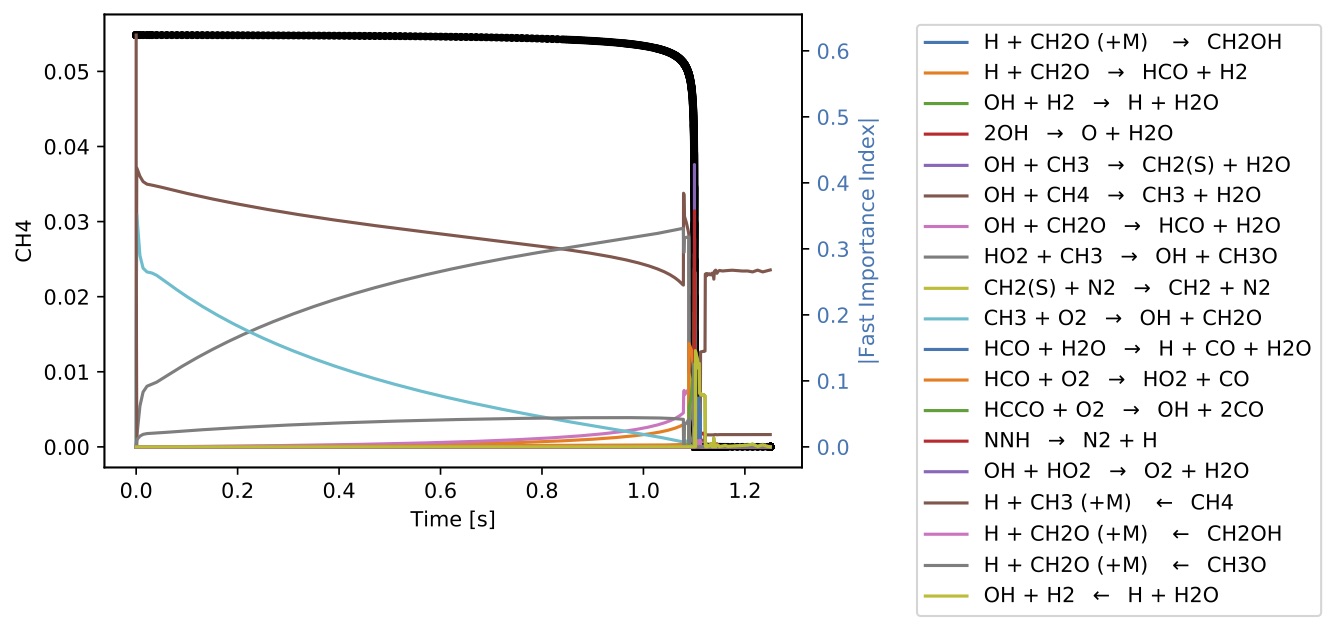 0.05
0.04
0.03
0.02
0.01
0.00
CH4
0.0 0.2 0.4 0.6 0.8 1.0 1.2
Time [s]
0.6
0.5
0.4
0.3
0.2
0.1
0.0
|Fast Importance Index|
H + CH2O (+M) → CH2OH
H + CH2O → HCO + H2
OH + H2 → H + H2O
2OH → O + H2O
OH + CH3 → CH2(S) + H2O
OH + CH4 → CH3 + H2O
OH + CH2O → HCO + H2O
HO2 + CH3 → OH + CH3O
CH2(S) + N2 → CH2 + N2
CH3 + O2 → OH + CH2O
HCO + H2O → H + CO + H2O
HCO + O2 → HO2 + CO
HCCO + O2 → OH + 2CO
NNH → N2 + H
OH + HO2 → O2 + H2O
H + CH3 (+M) ← CH4
H + CH2O (+M) ← CH2OH
H + CH2O (+M) ← CH3O
OH + H2 ← H + H2O